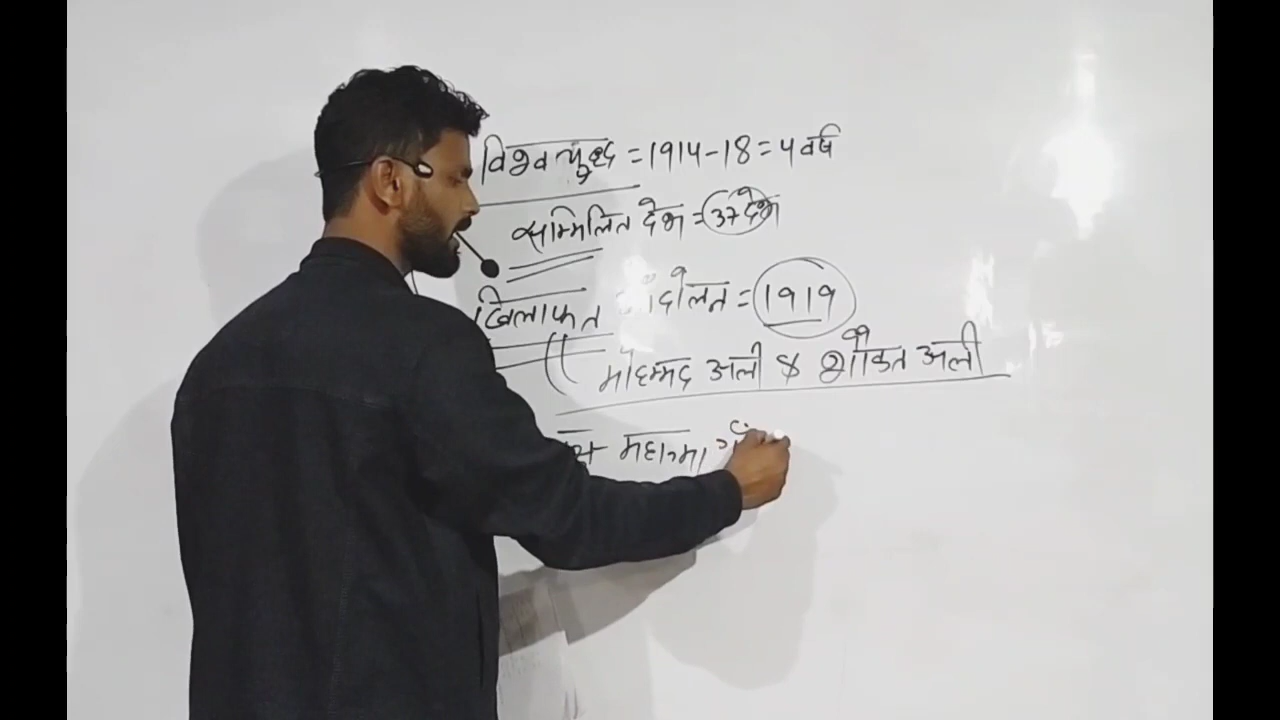 विश्व युद्ध = 1914-18 = 4 वर्ष
सम्मिलित देश = 37 देश
खिलाफत आंदोलन = 1919
मोहम्मद अली & शौकत अली
महात्मा